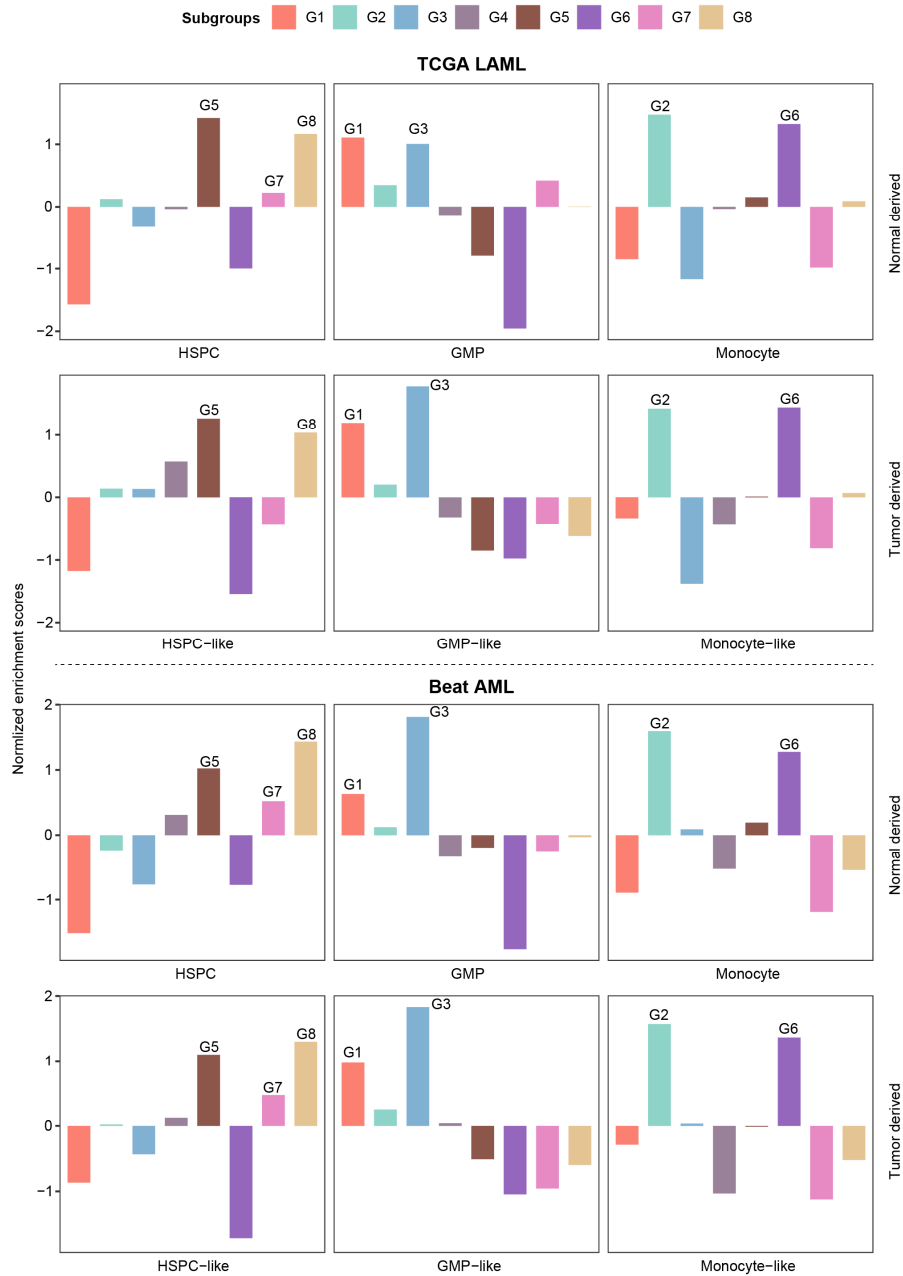 Subgroups G1 G2 G3 G4 G5 G6 G7 G8
TCGA LAML
G5 G8 G7
G1 G3
G2 G6
1
0
−1
−2
HSPC GMP Monocyte
Normal derived
G5 G8
G1 G3
G2 G6
1
0
−1
−2
HSPC−like GMP−like Monocyte−like
Tumor derived
Normlized enrichment scores
Beat AML
G5 G7 G8
G1 G3
G2 G6
2
1
0
−1
HSPC GMP Monocyte
Normal derived
G5 G7 G8
G1 G3
G2 G6
2
1
0
−1
HSPC−like GMP−like Monocyte−like
Tumor derived